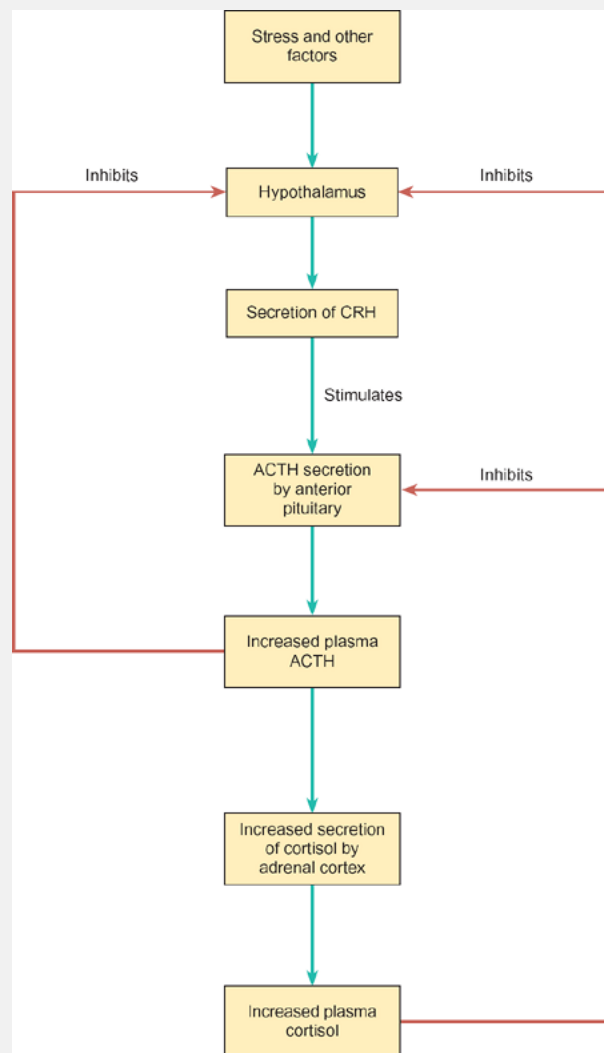 Stress and other
factors
Inhibits
Inhibits
Hypothalamus
Secretion of CRH
Stimulates
ACTH secretion
by anterior
pituitary
Inhibits
Increased plasma
ACTH
Increased secretion
of cortisol by
adrenal cortex
Increased plasma
cortisol